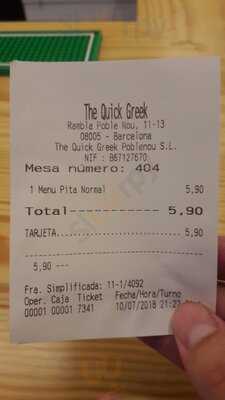 The Quick Greek
Rambla Poble Nou, 11-13
08005 - Barcelona
The Quick Greek Poblenou S.L.
NIF : B67127670
Mesa número: 404
1 Menu Pita Normal 5,90
Total---------- 5,90
TARJETA.......................... 5,90
5,90 ---
Fra. Simplificada: 11-1/4092
Oper. Caja Ticket Fecha/Hora/Turno
00001 00001 7341 10/07/2018